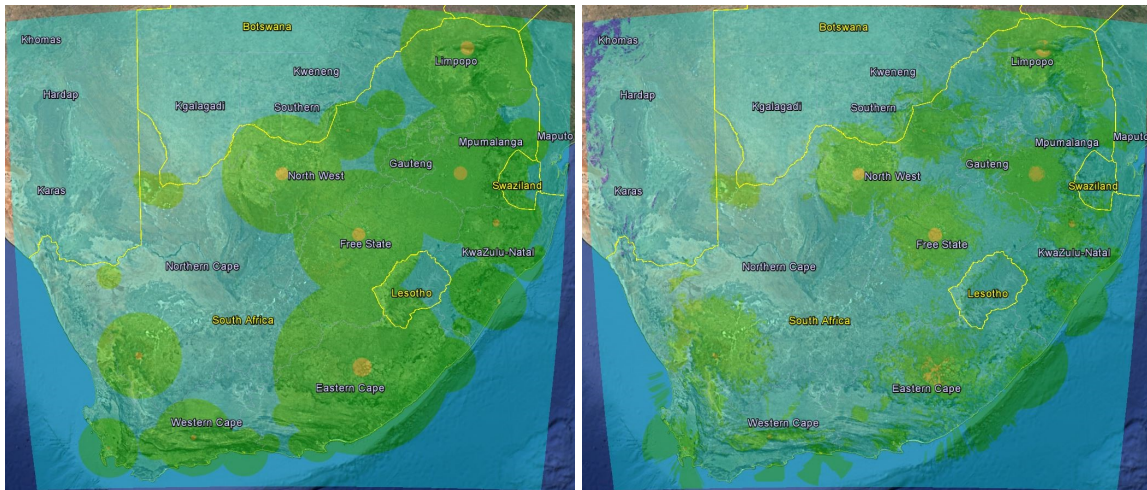 Botswana
Khomas
Kweneng
Limpopo
Hardap
Kgalagadi
Southern
Mpumalanga
Maputo
Gauteng
North West
Karas
Swaziland
Free State
KwaZulu-Natal
Northern Cape
Lesotho
South Africa
Eastern Cape
Western Cape
Botswana
Khomas
Kweneng
Limpopo
Hardap
Kgalagadi
Southern
Mpumalanga
Maputo
Gauteng
North West
Karas
Swaziland
Free State
KwaZulu-Natal
Northern Cape
Lesotho
South Africa
Eastern Cape
Western Cape